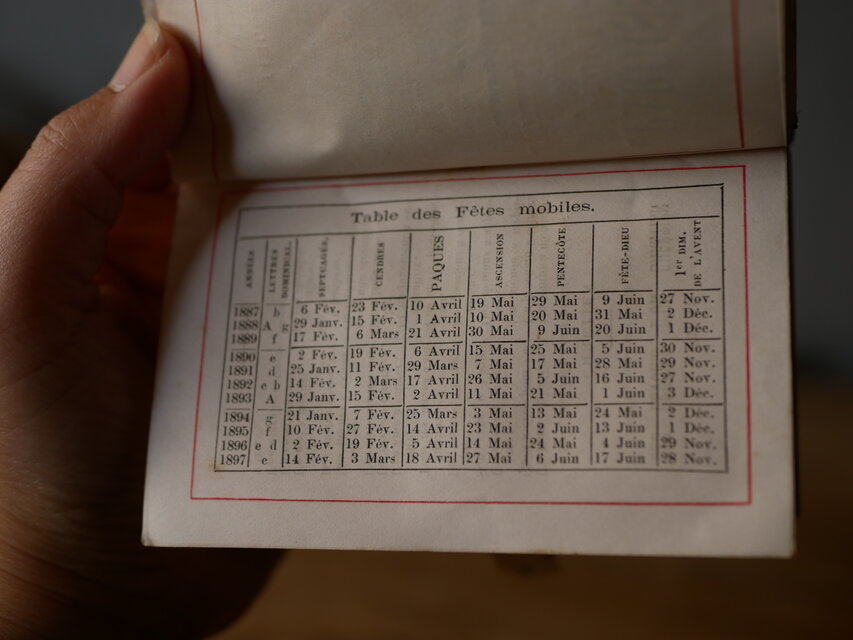 Table des Fêtes mobiles.
ANNÉES LETTRES DOMINICAL. SEPTUAGÉS. CENDRES PAQUES ASCENSION PENTECÔTE FÊTE-DIEU 1er DIM. DE L'AVENT
1887 b 6 Fév. 23 Fév. 10 Avril 19 Mai 29 Mai 9 Juin 27 Nov.
1888 A g 29 Janv. 15 Fév. 1 Avril 10 Mai 20 Mai 31 Mai 2 Déc.
1889 f 17 Fév. 6 Mars 21 Avril 30 Mai 9 Juin 20 Juin 1 Déc.
1890 e 2 Fév. 19 Fév. 6 Avril 15 Mai 25 Mai 5 Juin 30 Nov.
1891 d 25 Janv. 11 Fév. 29 Mars 7 Mai 17 Mai 28 Mai 29 Nov.
1892 c b 14 Fév. 2 Mars 17 Avril 26 Mai 5 Juin 16 Juin 27 Nov.
1893 A 29 Janv. 15 Fév. 2 Avril 11 Mai 21 Mai 1 Juin 3 Déc.
1894 g 21 Janv. 7 Fév. 25 Mars 3 Mai 13 Mai 24 Mai 2 Déc.
1895 f 10 Fév. 27 Fév. 14 Avril 23 Mai 2 Juin 13 Juin 1 Déc.
1896 e d 2 Fév. 19 Fév. 5 Avril 14 Mai 24 Mai 4 Juin 29 Nov.
1897 c 14 Fév. 3 Mars 18 Avril 27 Mai 6 Juin 17 Juin 28 Nov.